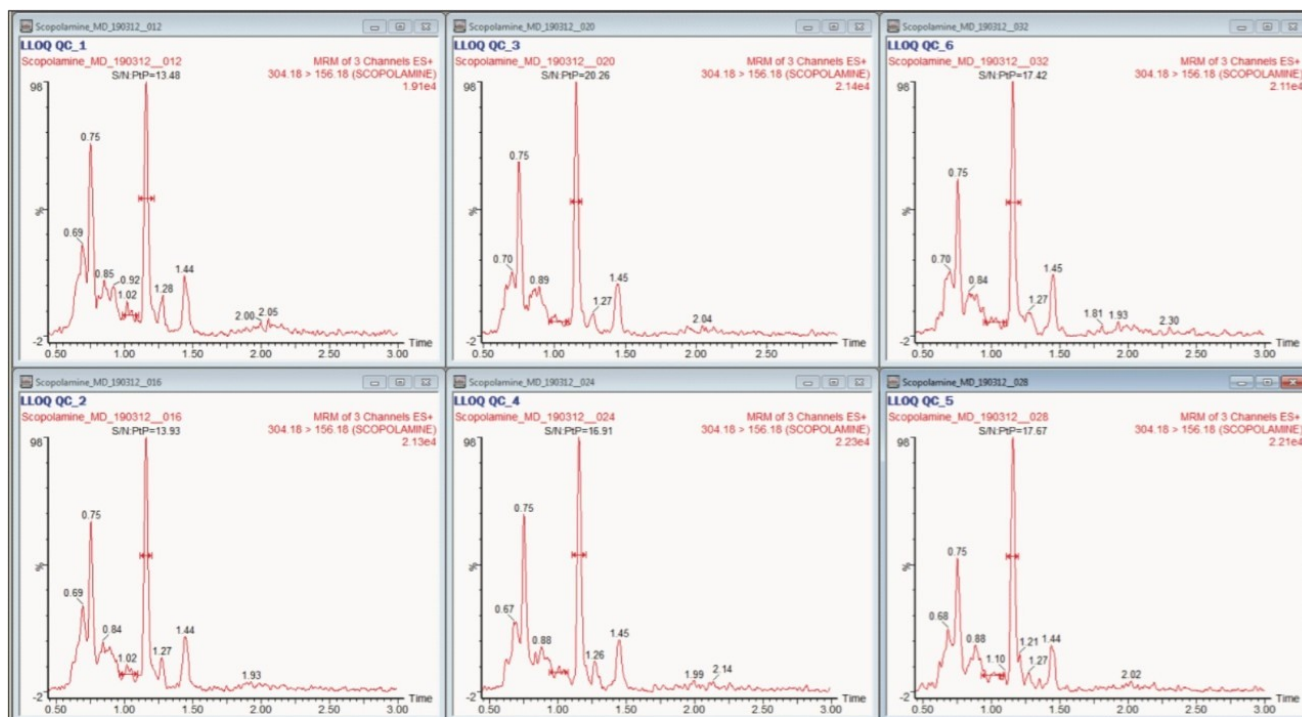 Scopolamine_MD_190312__012
LLOQ QC_1
Scopolamine_MD_190312__012
MRM of 3 Channels ES+
S/N:PtP=13.48
304.18 > 156.18 (SCOPOLAMINE)
1.91e4
98
0.75
0.69
%
0.85
0.92
1.02
1.28
1.44
2.00
2.05
-2
0.50
1.00
1.50
2.00
2.50
3.00
Time
Scopolamine_MD_190312__020
LLOQ QC_3
Scopolamine_MD_190312__020
MRM of 3 Channels ES+
S/N:PtP=20.26
304.18 > 156.18 (SCOPOLAMINE)
2.14e4
98
0.75
%
0.70
0.89
1.27
1.45
2.04
-2
0.50
1.00
1.50
2.00
2.50
Time
Scopolamine_MD_190312__032
LLOQ QC_6
Scopolamine_MD_190312__032
MRM of 3 Channels ES+
S/N:PtP=17.42
304.18 > 156.18 (SCOPOLAMINE)
2.11e4
98
0.75
%
0.70
0.84
1.27
1.45
1.81
1.93
2.30
-2
0.50
1.00
1.50
2.00
2.50
3.00
Time
Scopolamine_MD_190312__016
LLOQ QC_2
Scopolamine_MD_190312__016
MRM of 3 Channels ES+
S/N:PtP=13.93
304.18 > 156.18 (SCOPOLAMINE)
2.13e4
98
0.75
%
0.69
0.84
1.02
1.27
1.44
1.93
-2
0.50
1.00
1.50
2.00
2.50
3.00
Time
Scopolamine_MD_190312__024
LLOQ QC_4
Scopolamine_MD_190312__024
MRM of 3 Channels ES+
S/N:PtP=16.91
304.18 > 156.18 (SCOPOLAMINE)
2.23e4
98
0.75
%
0.67
0.88
1.26
1.45
1.99
2.14
-2
0.50
1.00
1.50
2.00
2.50
3.00
Time
Scopolamine_MD_190312__028
LLOQ QC_5
Scopolamine_MD_190312__028
MRM of 3 Channels ES+
S/N:PtP=17.67
304.18 > 156.18 (SCOPOLAMINE)
2.21e4
98
0.75
%
0.68
0.88
1.10
1.21
1.27
1.44
2.02
-2
0.50
1.00
1.50
2.00
2.50
3.00
Time